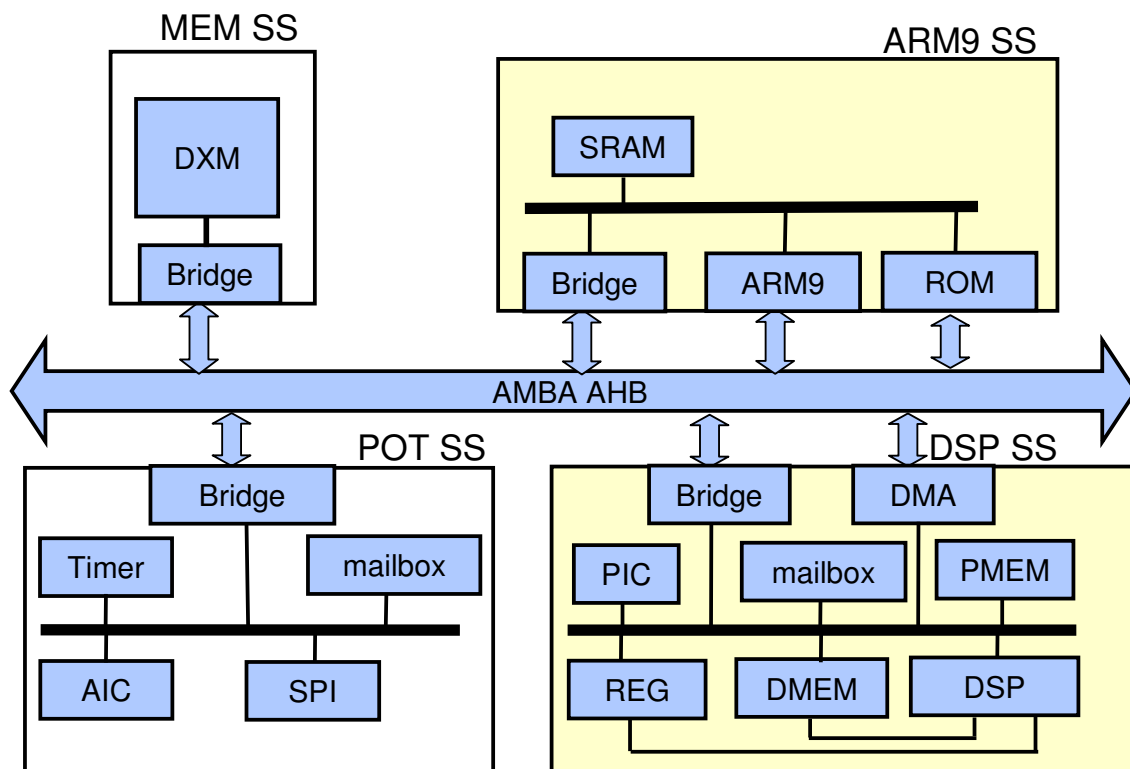 MEM SS
ARM9 SS
DXM
SRAM
Bridge
Bridge
ARM9
ROM
AMBA AHB
POT SS
DSP SS
Bridge
Bridge
DMA
Timer
mailbox
PIC
mailbox
PMEM
AIC
SPI
REG
DMEM
DSP